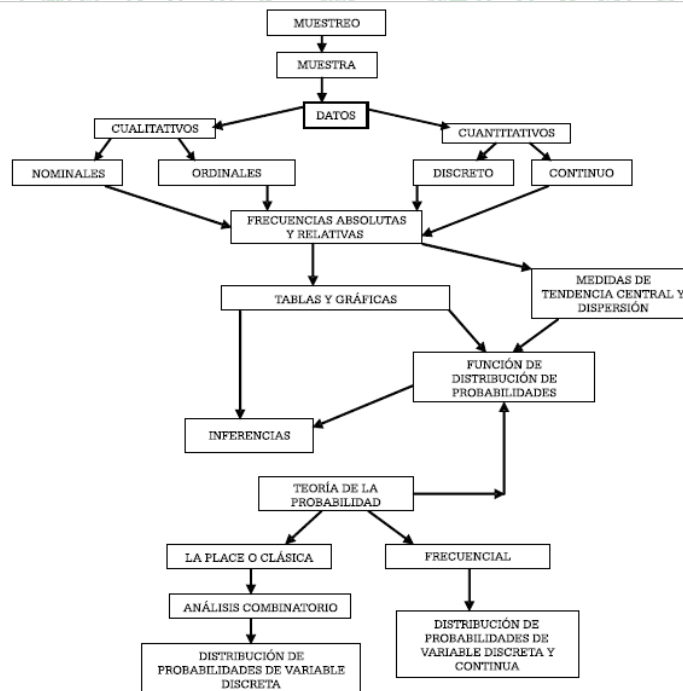 MUESTREO
MUESTRA
DATOS
CUALITATIVOS
CUANTITATIVOS
NOMINALES
ORDINALES
DISCRETO
CONTINUO
FRECUENCIAS ABSOLUTAS
Y RELATIVAS
TABLAS Y GRÁFICAS
MEDIDAS DE
TENDENCIA CENTRAL Y
DISPERSIÓN
FUNCIÓN DE
DISTRIBUCIÓN DE
PROBABILIDADES
INFERENCIAS
TEORÍA DE LA
PROBABILIDAD
LA PLACE O CLÁSICA
FRECUENCIAL
ANÁLISIS COMBINATORIO
DISTRIBUCIÓN DE
PROBABILIDADES DE
VARIABLE DISCRETA Y
CONTINUA
DISTRIBUCIÓN DE
PROBABILIDADES DE VARIABLE
DISCRETA